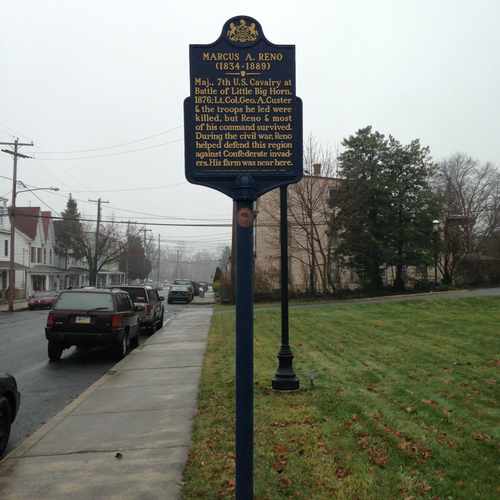 MARCUS A. RENO
(1834-1889)
Maj., 7th U.S. Cavalry at
Battle of Little Big Horn,
1876; Lt. Col. Geo. A. Custer
& the troops he led were
killed, but Reno & most
of his command survived.
During the civil war, Reno
helped defend this region
against Confederate invad-
ers. His farm was near here.